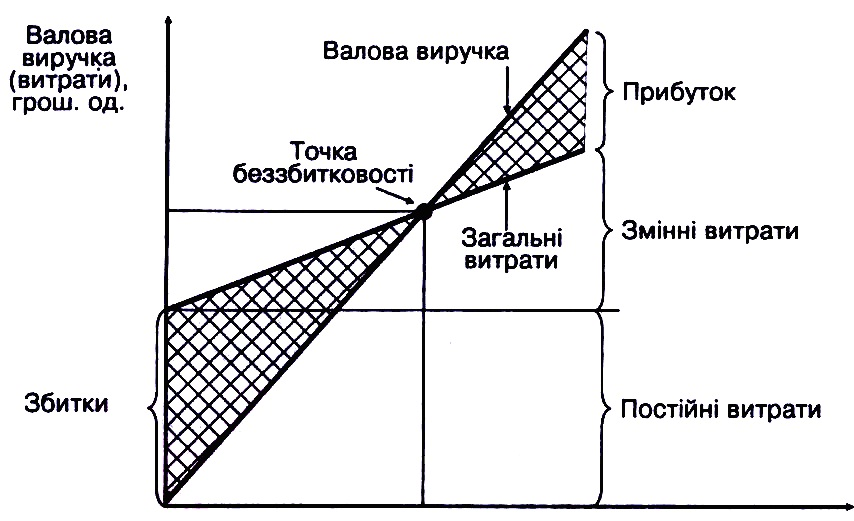 Валова
виручка
(витрати),
грош. од.
Валова виручка
Прибуток
Точка
беззбитковості
Загальні
витрати
Змінні витрати
Збитки
Постійні витрати